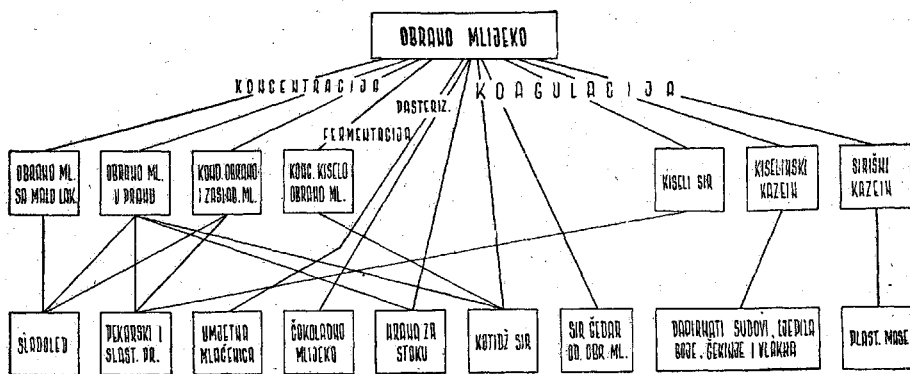 OBRANO MLIJEKO
KONCENTRACIJA
KOAGULACIJA
PASTERIZ.
FERMENTACIJA
OBRANO ML.
SA MALO LAK.
OBRANO ML.
U PRAHU
KOND. OBRANO
I ZASLAĐ. ML.
KONC. KISELO
OBRANO ML.
KISELI SIR
KISELINSKI
KAZEIN
SIRIŠNI
KAZEIN
SLADOLED
PEKARSKI I
SLAST. PR.
UMJETNA
MLAĆENICA
ČOKOLADNO
MLIJEKO
HRANA ZA
STOKU
KOTIDŽ SIR
SIR ČEDAR
OD. OBR. ML.
PAPIRNATI SUDOVI, LJEPILA
BOJE, ČEKINJE I VLAKNA
PLAST. MASE